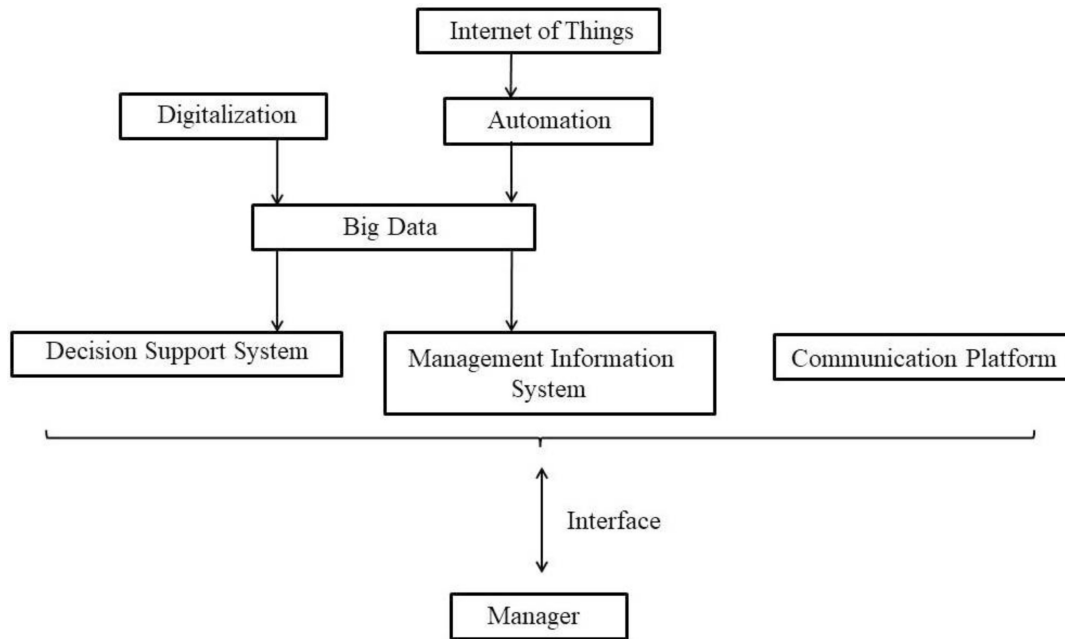 Internet of Things
Digitalization
Automation
Big Data
Decision Support System
Management Information
System
Communication Platform
Interface
Manager